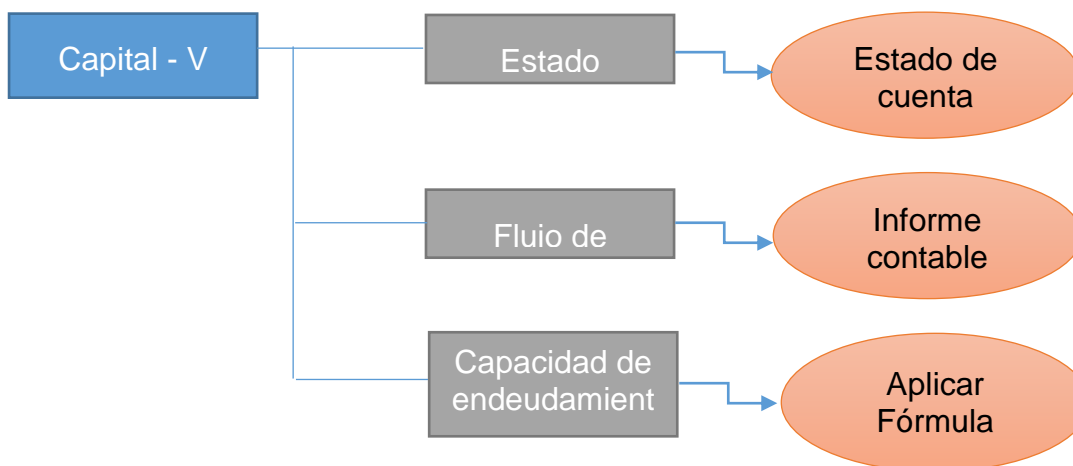 Capital - V
Estado
Estado de
cuenta
Fluio de
Informe
contable
Capacidad de
endeudamient
Aplicar
Fórmula